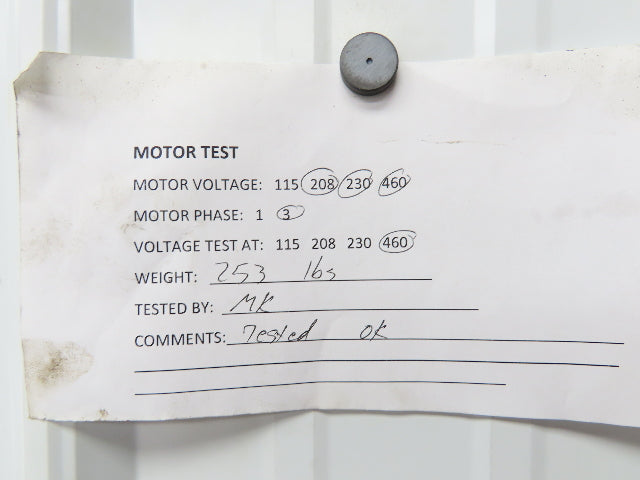 MOTOR TEST
MOTOR VOLTAGE: 115 208 230 460
MOTOR PHASE: 1 3
VOLTAGE TEST AT: 115 208 230 460
WEIGHT: 253 lbs
TESTED BY: MK
COMMENTS: Tested OK